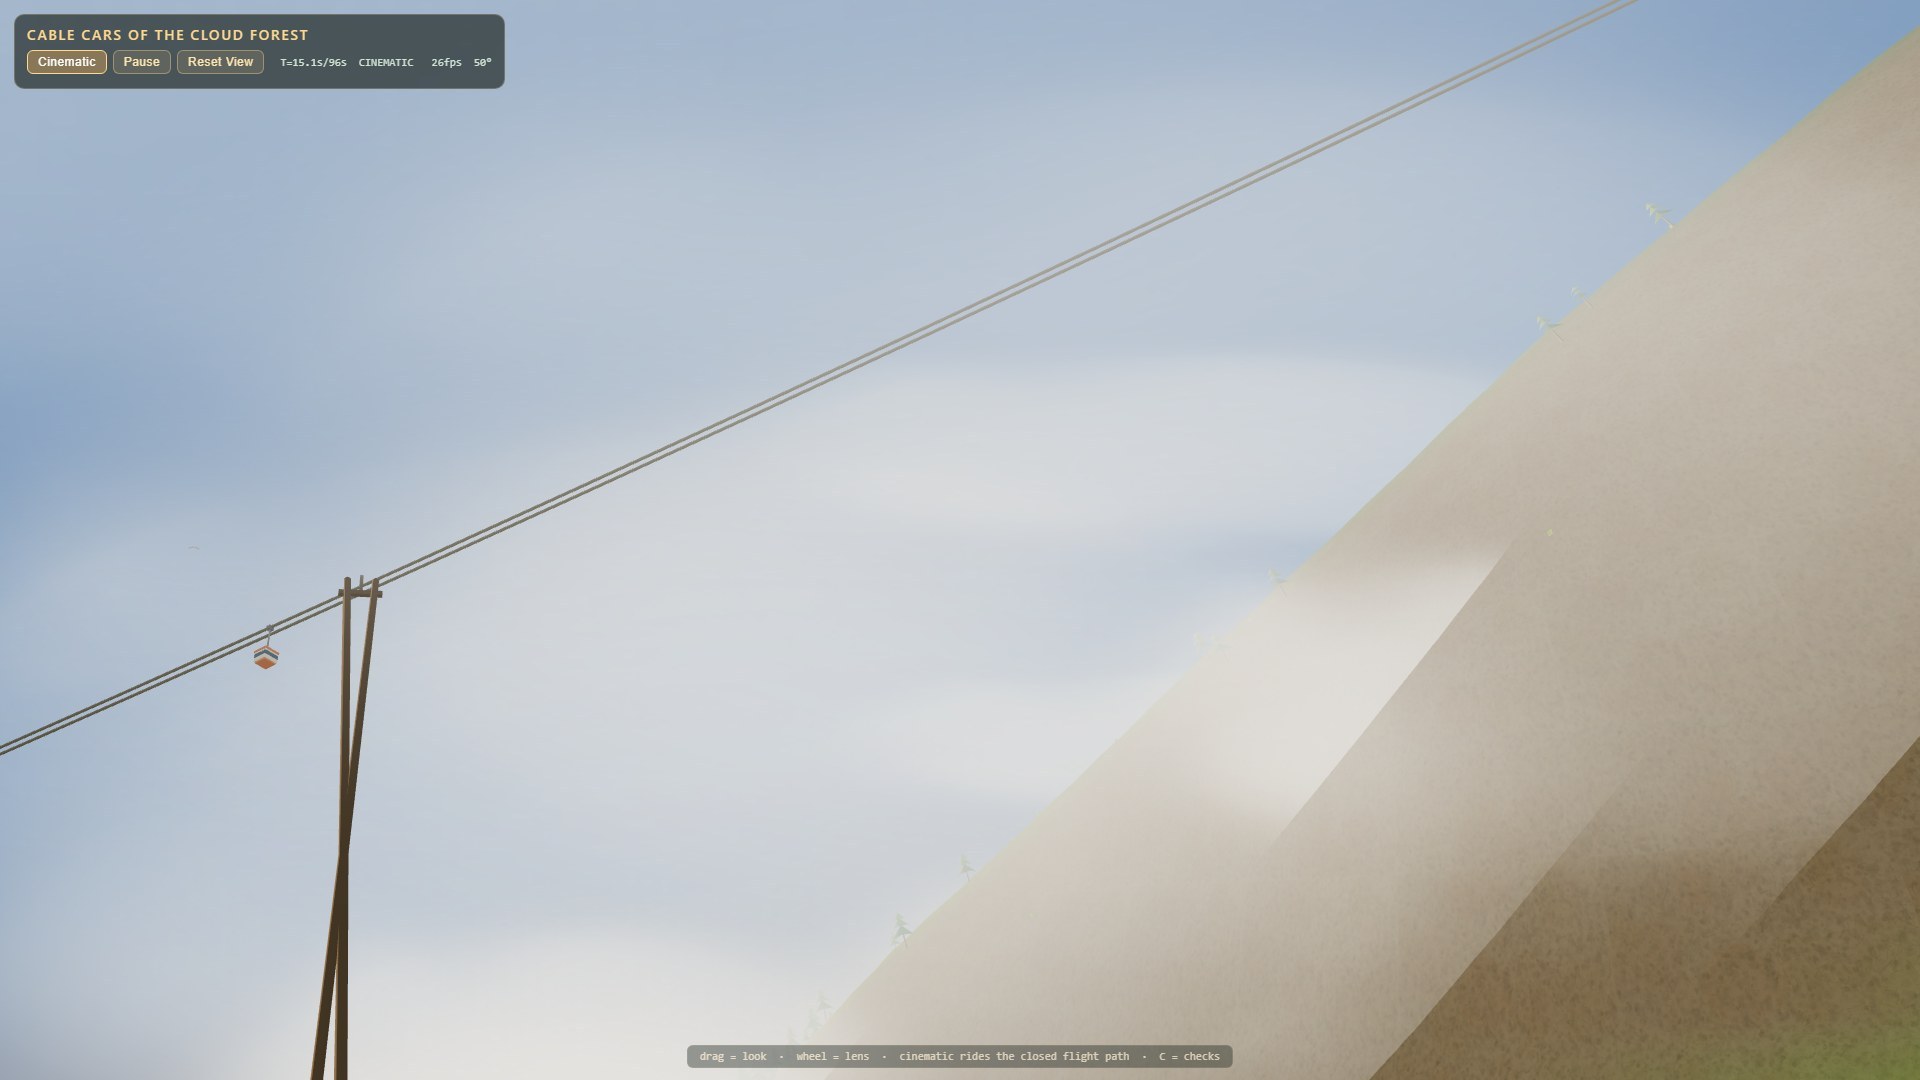 CABLE CARS OF THE CLOUD FOREST
Cinematic Pause Reset View T=15.1s/96s CINEMATIC 26fps 50°
drag = look · wheel = lens · cinematic rides the closed flight path · C = checks